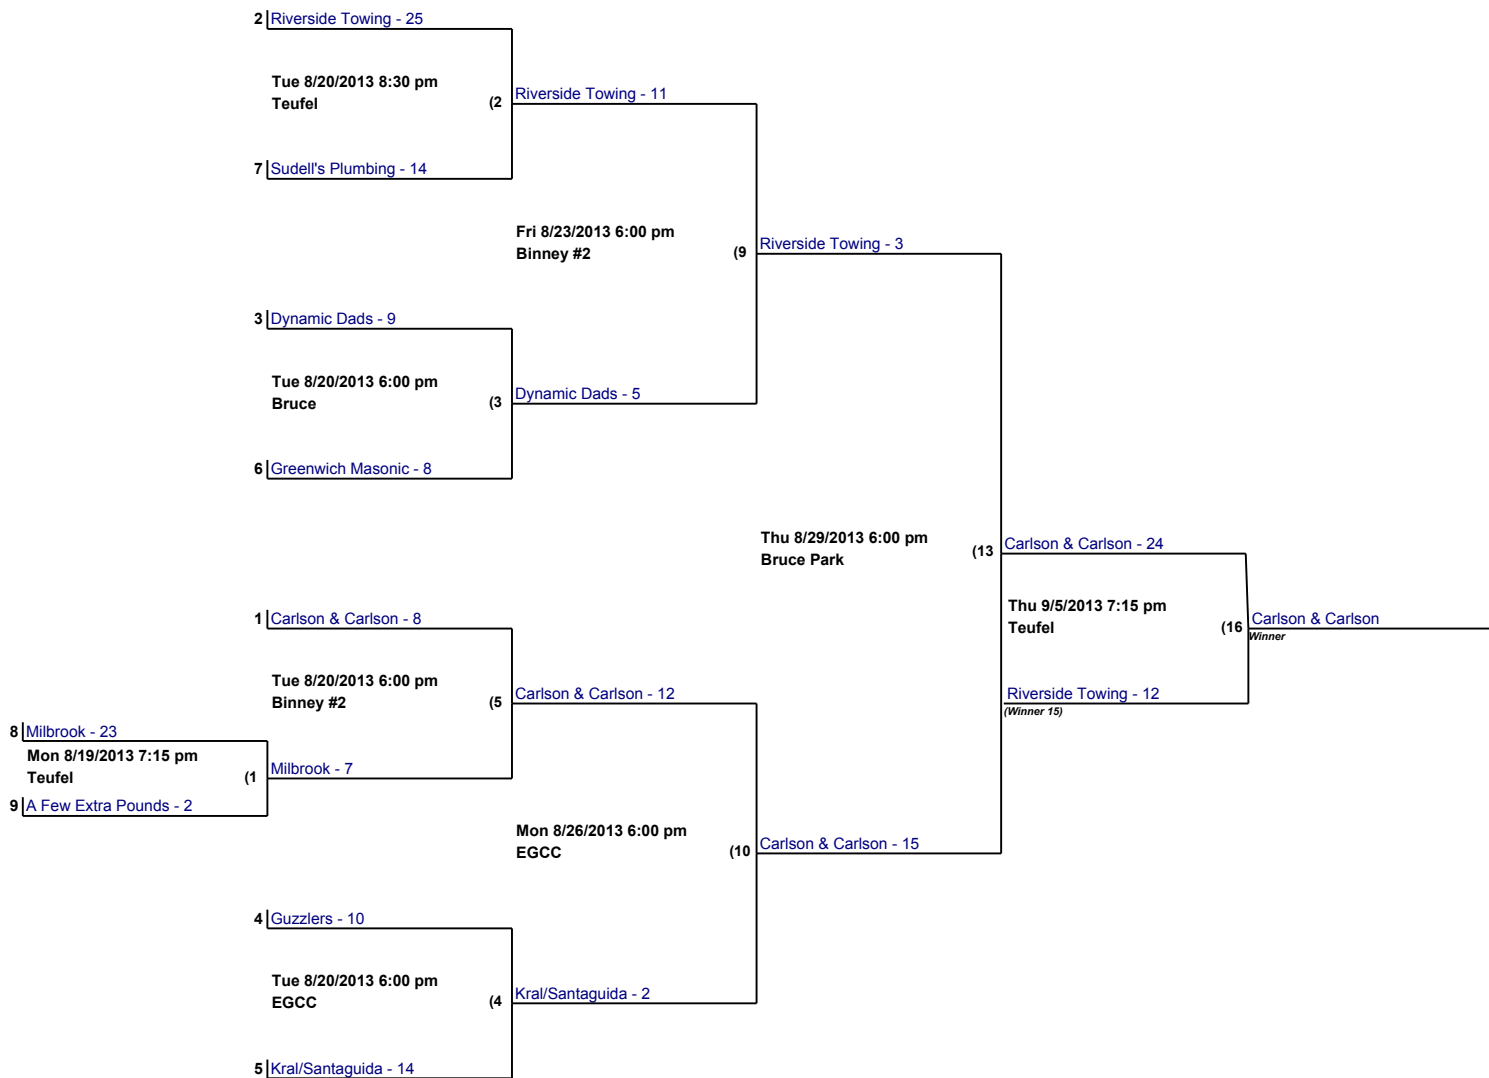 2 Riverside Towing - 25
Tue 8/20/2013 8:30 pm
Teufel
(2
Riverside Towing - 11
7 Sudell's Plumbing - 14
Fri 8/23/2013 6:00 pm
Binney #2
(9
Riverside Towing - 3
3 Dynamic Dads - 9
Tue 8/20/2013 6:00 pm
Bruce
(3
Dynamic Dads - 5
6 Greenwich Masonic - 8
Thu 8/29/2013 6:00 pm
Bruce Park
(13
Carlson & Carlson - 24
Thu 9/5/2013 7:15 pm
Teufel
(16
Carlson & Carlson
Winner
Riverside Towing - 12
(Winner 15)
1 Carlson & Carlson - 8
Tue 8/20/2013 6:00 pm
Binney #2
(5
Carlson & Carlson - 12
8 Milbrook - 23
Mon 8/19/2013 7:15 pm
Teufel
(1
Milbrook - 7
9 A Few Extra Pounds - 2
Mon 8/26/2013 6:00 pm
EGCC
(10
Carlson & Carlson - 15
4 Guzzlers - 10
Tue 8/20/2013 6:00 pm
EGCC
(4
Kral/Santaguida - 2
5 Kral/Santaguida - 14